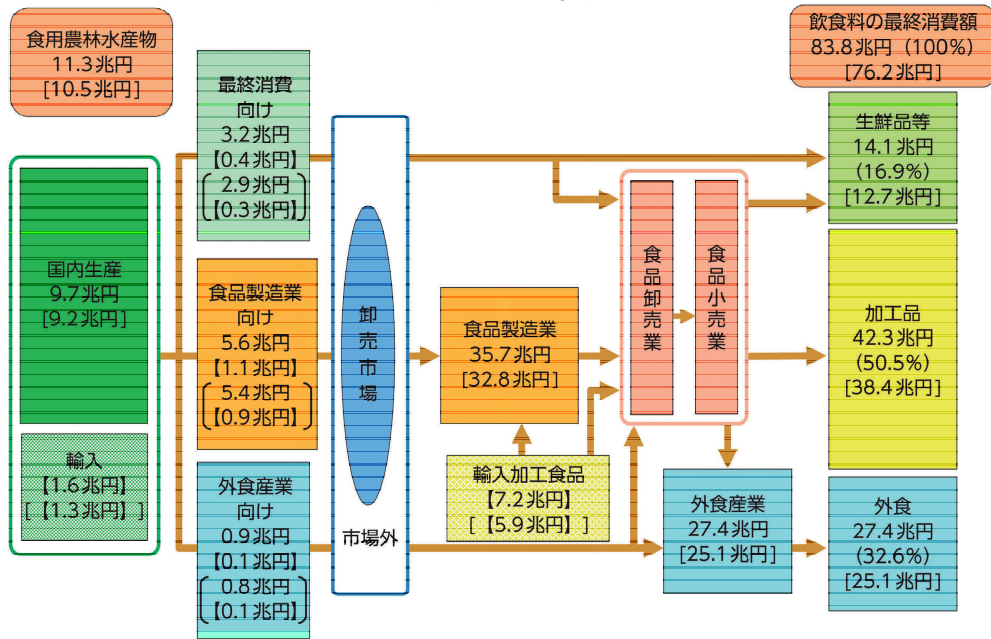 食用農林水産物
11.3兆円
[10.5兆円]
国内生産
9.7兆円
[9.2兆円]
輸入
【1.6兆円】
[【1.3兆円】]
最終消費
向け
3.2兆円
【0.4兆円】
(2.9兆円
【0.3兆円】)
食品製造業
向け
5.6兆円
【1.1兆円】
(5.4兆円
【0.9兆円】)
外食産業
向け
0.9兆円
【0.1兆円】
(0.8兆円
【0.1兆円】)
卸売市場
市場外
食品製造業
35.7兆円
[32.8兆円]
輸入加工食品
【7.2兆円】
[【5.9兆円】]
食品卸売業
食品小売業
外食産業
27.4兆円
[25.1兆円]
飲食料の最終消費額
83.8兆円 (100%)
[76.2兆円]
生鮮品等
14.1兆円
(16.9%)
[12.7兆円]
加工品
42.3兆円
(50.5%)
[38.4兆円]
外食
27.4兆円
(32.6%)
[25.1兆円]